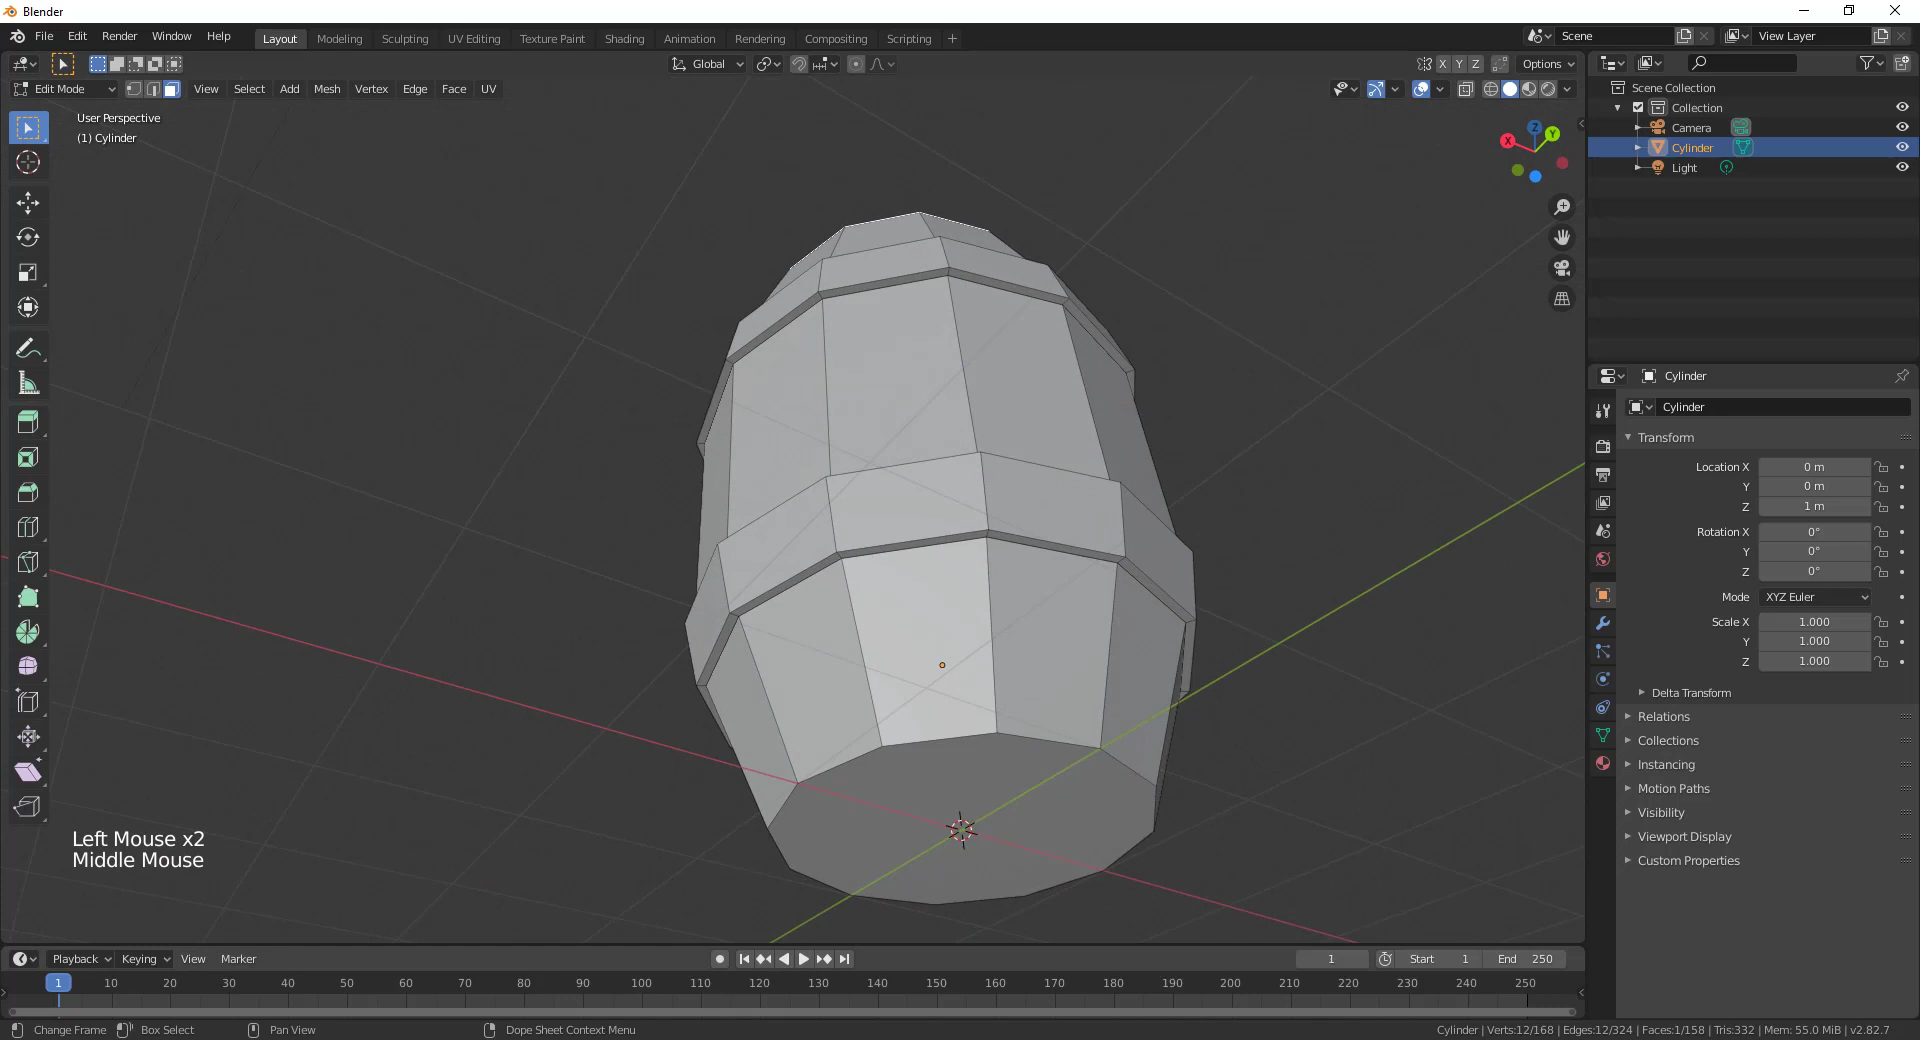 Blender
File Edit Render Window Help
Layout Modeling Sculpting UV Editing Texture Paint Shading Animation Rendering Compositing Scripting +
Scene
View Layer
Global
X Y Z
Options
Edit Mode
View Select Add Mesh Vertex Edge Face UV
User Perspective
(1) Cylinder
X Y Z
Scene Collection
Collection
Camera
Cylinder
Light
Cylinder
Cylinder
Transform
Location X 0 m
Y 0 m
Z 1 m
Rotation X 0°
Y 0°
Z 0°
Mode XYZ Euler
Scale X 1.000
Y 1.000
Z 1.000
Delta Transform
Relations
Collections
Instancing
Motion Paths
Visibility
Viewport Display
Custom Properties
Left Mouse x2
Middle Mouse
Playback Keying View Marker
1
Start 1
End 250
1 10 20 30 40 50 60 70 80 90 100 110 120 130 140 150 160 170 180 190 200 210 220 230 240 250
Change Frame
Box Select
Pan View
Dope Sheet Context Menu
Cylinder | Verts:12/168 | Edges:12/324 | Faces:1/158 | Tris:332 | Mem: 55.0 MiB | v2.82.7